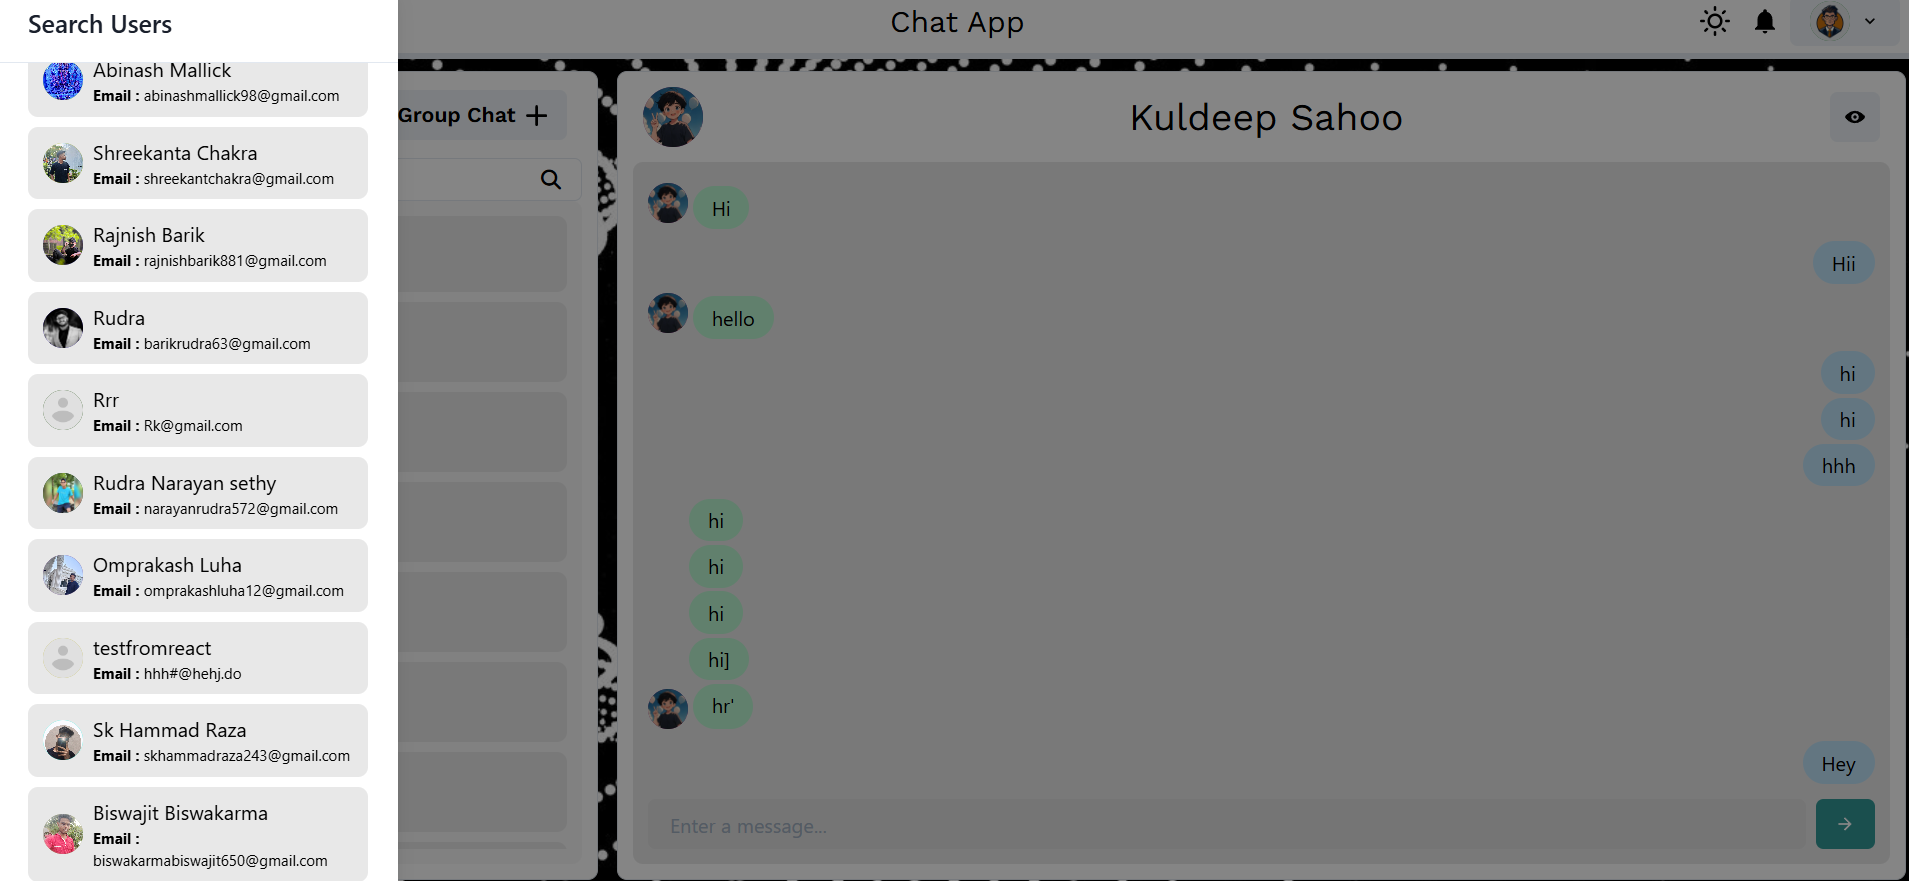 Search Users
Abinash Mallick
Email : abinashmallick98@gmail.com
Shreekanta Chakra
Email : shreekantchakra@gmail.com
Rajnish Barik
Email : rajnishbarik881@gmail.com
Rudra
Email : barikrudra63@gmail.com
Rrr
Email : Rk@gmail.com
Rudra Narayan sethy
Email : narayanrudra572@gmail.com
Omprakash Luha
Email : omprakashluha12@gmail.com
testfromreact
Email : hhh#@hehj.do
Sk Hammad Raza
Email : skhammadraza243@gmail.com
Biswajit Biswakarma
Email :
biswakarmabiswajit650@gmail.com
Chat App
Group Chat
Kuldeep Sahoo
Hi
Hii
hello
hi
hi
hhh
hi
hi
hi
hi]
hr'
Hey
Enter a message...